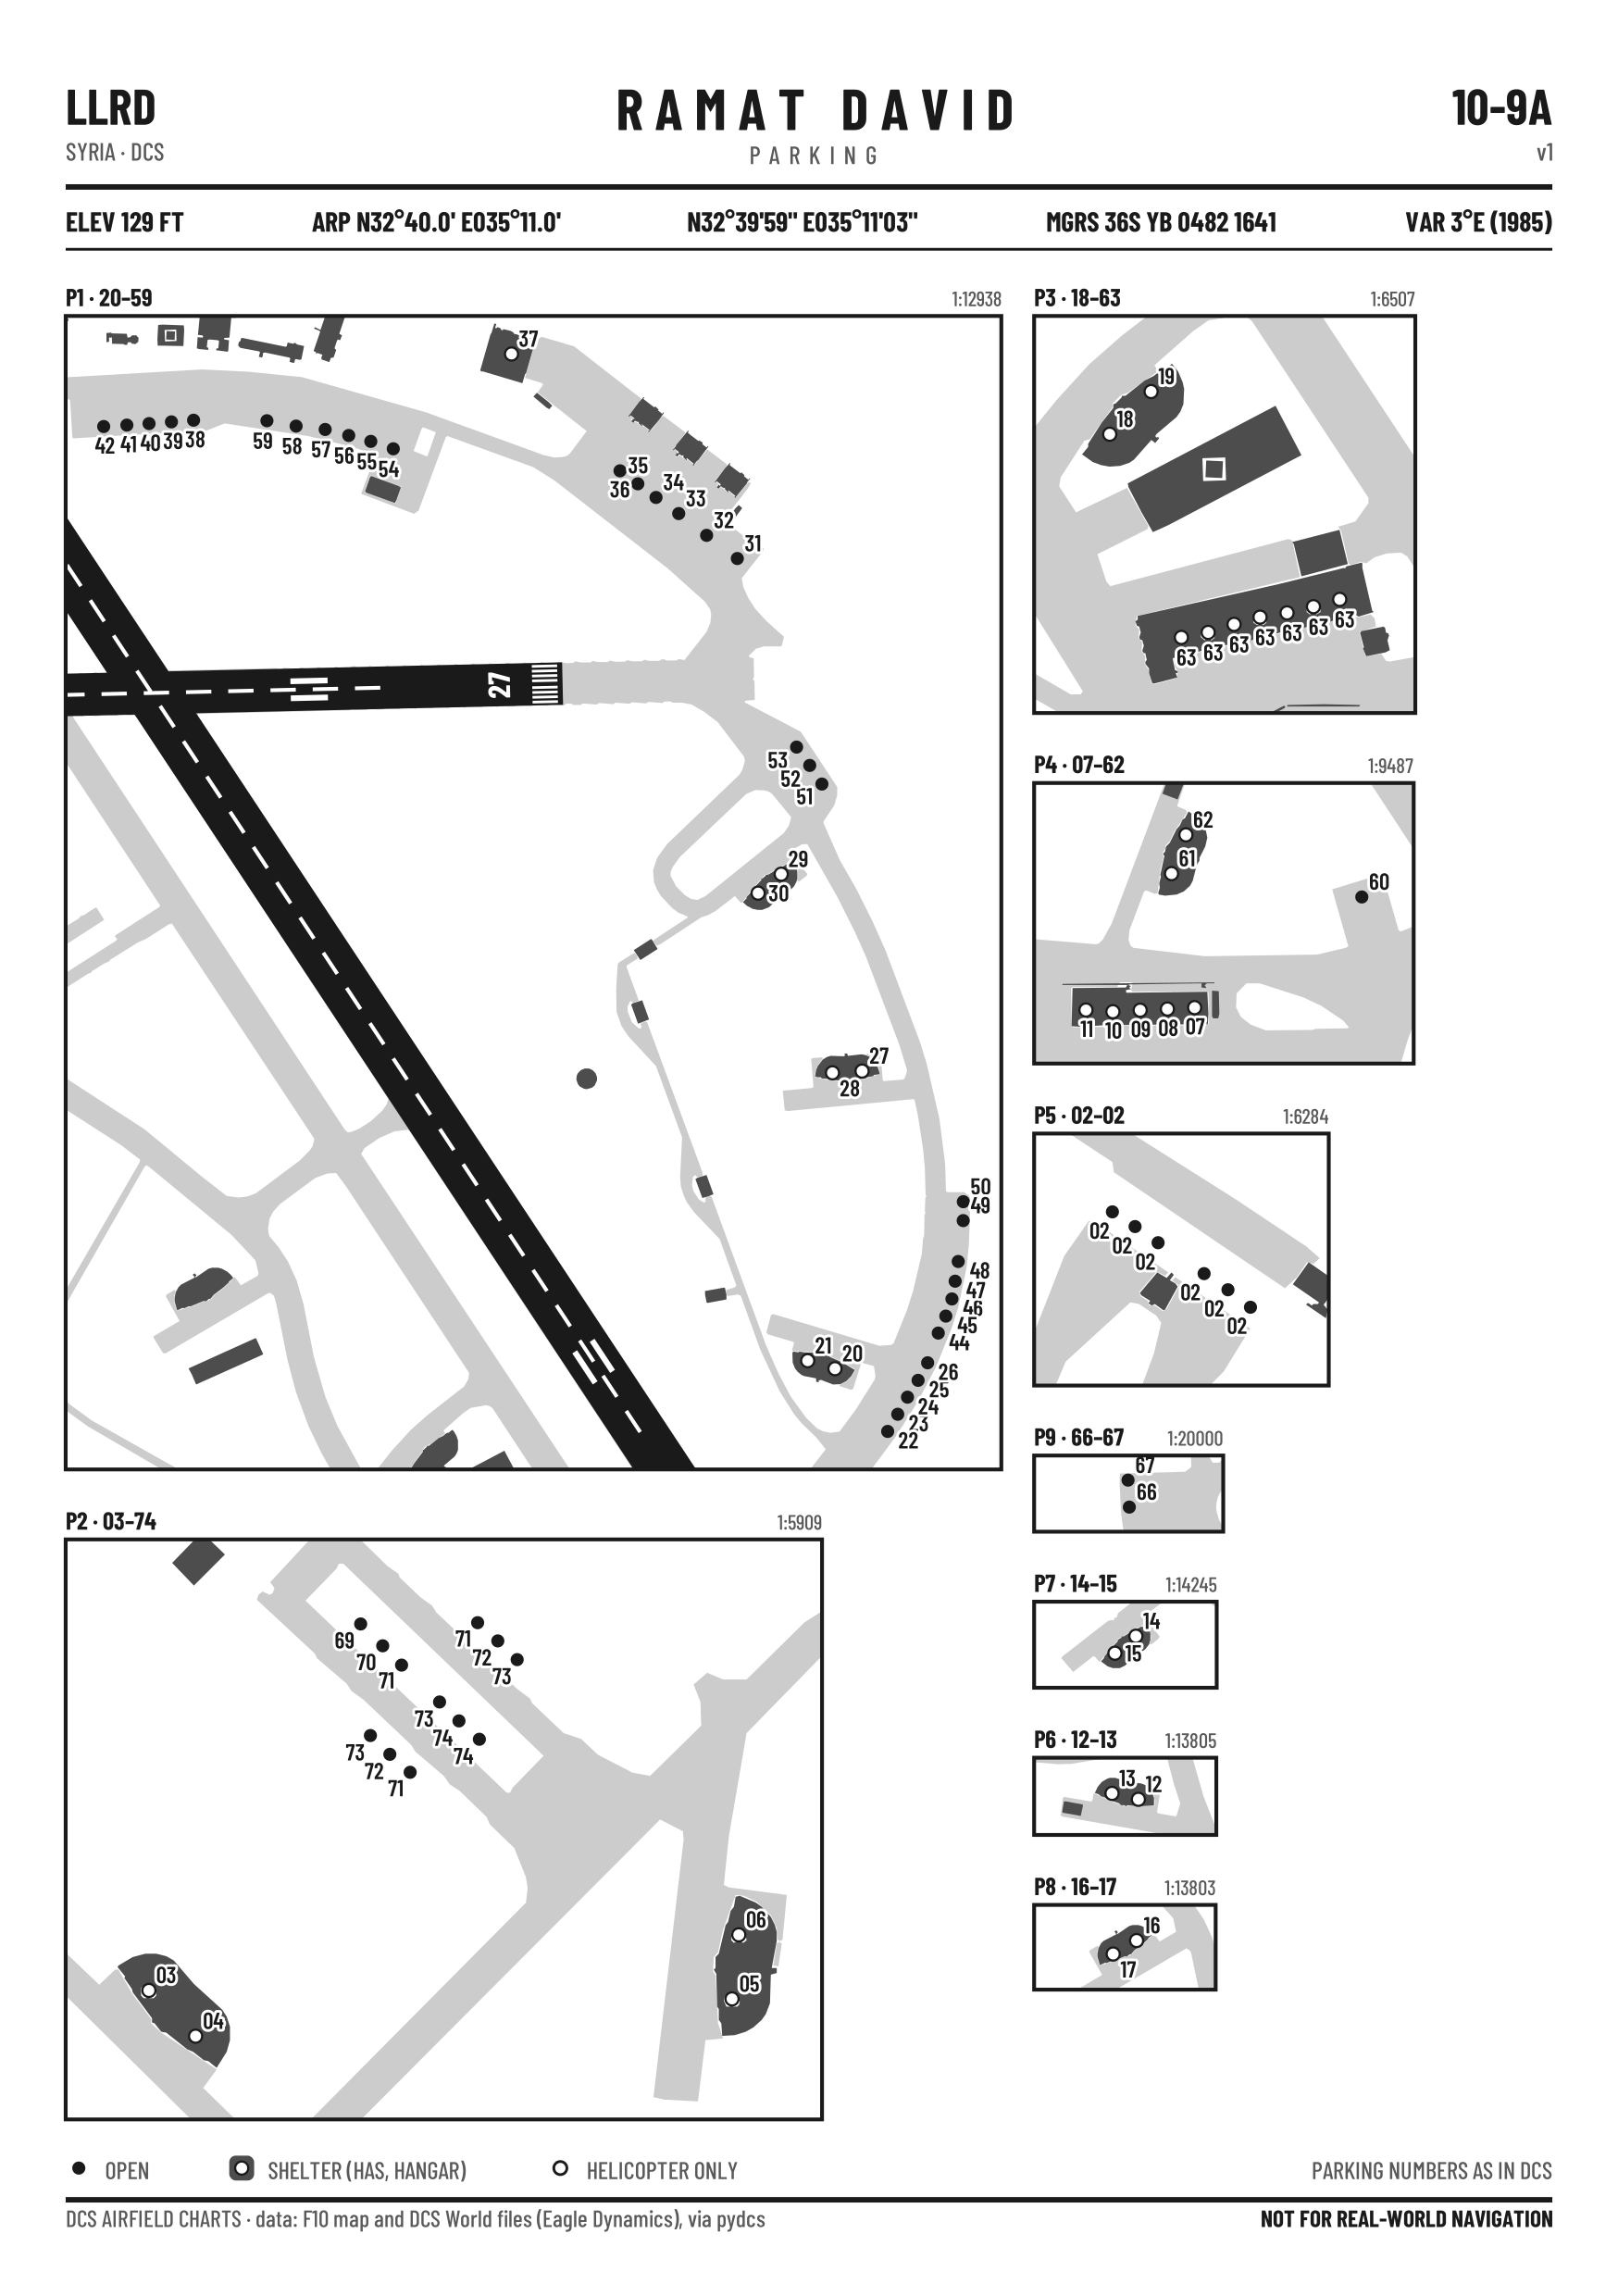 LLRD
RAMAT DAVID
10-9A
SYRIA · DCS
PARKING
v1
ELEV 129 FT
ARP N32°40.0' E035°11.0'
N32°39'59" E035°11'03"
MGRS 36S YB 0482 1641
VAR 3°E (1985)
P1 · 20-59
1:12938
37
42 41 40 39 38
59 58 57 56 55 54
35
36
34
33
32
31
27
53
52
51
29
30
27
28
50
49
48
47
46
45
44
21 20
26
25
24
23
22
P3 · 18-63
1:6507
19
18
63 63 63 63 63 63 63
P4 · 07-62
1:9487
62
61
60
11 10 09 08 07
P5 · 02-02
1:6284
02
02
02
02
02
02
P9 · 66-67
1:20000
67
66
P7 · 14-15
1:14245
14
15
P6 · 12-13
1:13805
13 12
P8 · 16-17
1:13803
16
17
P2 · 03-74
1:5909
69
70
71
71
72
73
73
74
74
73
72
71
06
05
03
04
OPEN
SHELTER (HAS, HANGAR)
HELICOPTER ONLY
PARKING NUMBERS AS IN DCS
DCS AIRFIELD CHARTS · data: F10 map and DCS World files (Eagle Dynamics), via pydcs
NOT FOR REAL-WORLD NAVIGATION